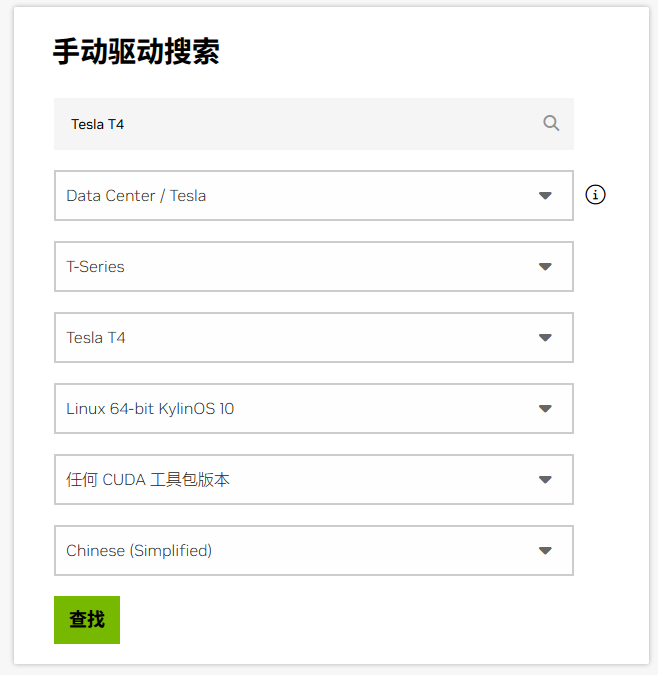 手动驱动搜索
Tesla T4
Data Center / Tesla
T-Series
Tesla T4
Linux 64-bit KylinOS 10
任何 CUDA 工具包版本
Chinese (Simplified)
查找